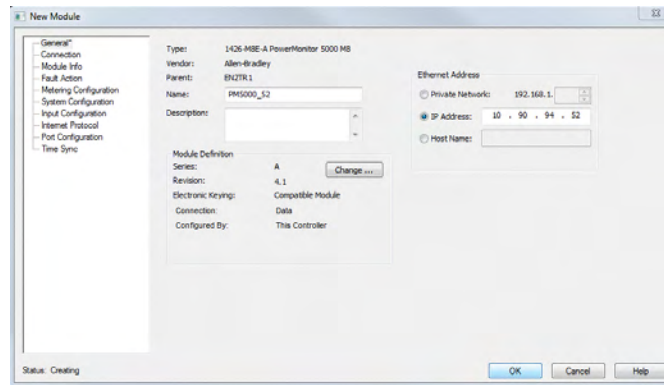 New Module
General*
Connection
Module Info
Fault Action
Metering Configuration
System Configuration
Input Configuration
Internet Protocol
Port Configuration
Time Sync
Type: 1426-M8E-A PowerMonitor 5000 M8
Vendor: Allen-Bradley
Parent: EN2TR1
Name: PM5000_52
Description:
Module Definition
Series: A
Change ...
Revision: 4.1
Electronic Keying: Compatible Module
Connection: Data
Configured By: This Controller
Ethernet Address
Private Network: 192.168.1.
IP Address: 10 . 90 . 94 . 52
Host Name:
Status: Creating
OK Cancel Help